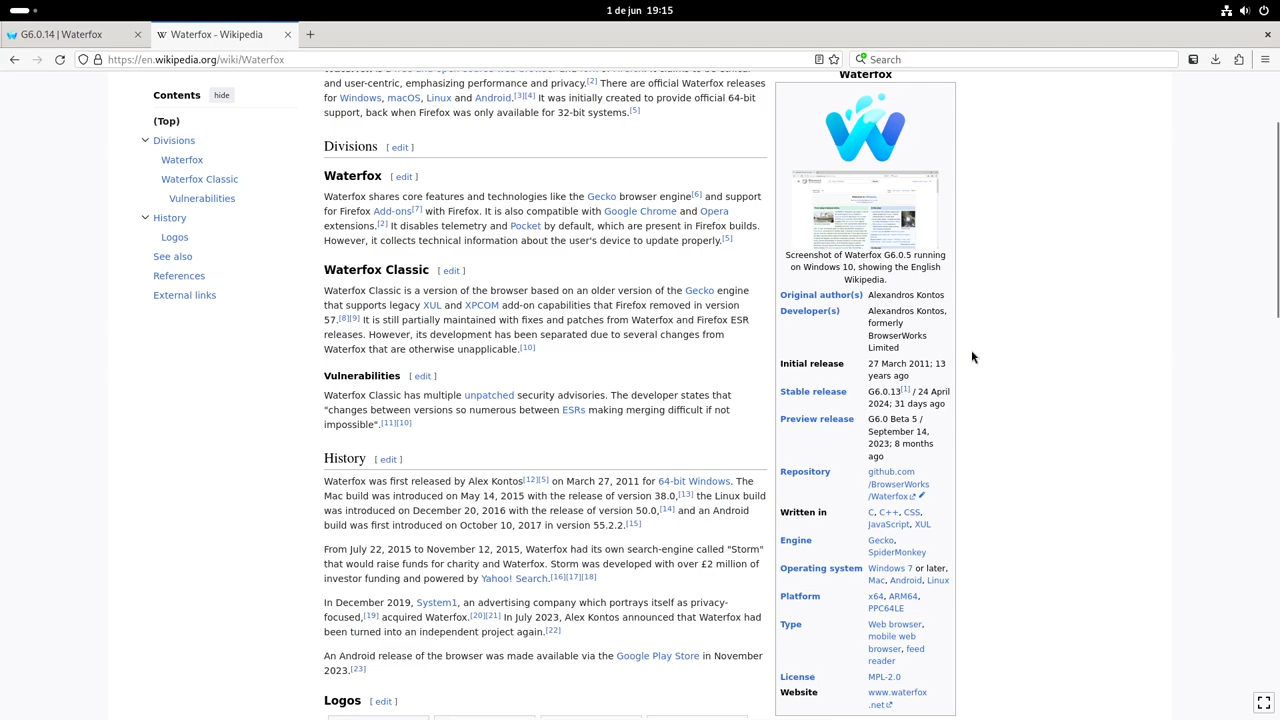 1 de jun 19:15
G6.0.14 | Waterfox
Waterfox - Wikipedia
https://en.wikipedia.org/wiki/Waterfox
Search
Contents hide
(Top)
Divisions
Waterfox
Waterfox Classic
Vulnerabilities
History
Logos
See also
References
External links
and user-centric, emphasizing performance and privacy.[2] There are official Waterfox releases
for Windows, macOS, Linux and Android.[3][4] It was initially created to provide official 64-bit
support, back when Firefox was only available for 32-bit systems.[5]
Divisions [ edit ]
Waterfox [ edit ]
Waterfox shares core features and technologies like the Gecko browser engine[6] and support
for Firefox Add-ons[7] with Firefox. It is also compatible with Google Chrome and Opera
extensions.[2] It disables telemetry and Pocket by default, which are present in Firefox builds.
However, it collects technical information about the user's device to update properly.[5]
Waterfox Classic [ edit ]
Waterfox Classic is a version of the browser based on an older version of the Gecko engine
that supports legacy XUL and XPCOM add-on capabilities that Firefox removed in version
57.[8][9] It is still partially maintained with fixes and patches from Waterfox and Firefox ESR
releases. However, its development has been separated due to several changes from
Waterfox that are otherwise unapplicable.[10]
Vulnerabilities [ edit ]
Waterfox Classic has multiple unpatched security advisories. The developer states that
"changes between versions so numerous between ESRs making merging difficult if not
impossible".[11][10]
History [ edit ]
Waterfox was first released by Alex Kontos[12][5] on March 27, 2011 for 64-bit Windows. The
Mac build was introduced on May 14, 2015 with the release of version 38.0,[13] the Linux build
was introduced on December 20, 2016 with the release of version 50.0,[14] and an Android
build was first introduced on October 10, 2017 in version 55.2.2.[15]
From July 22, 2015 to November 12, 2015, Waterfox had its own search-engine called "Storm"
that would raise funds for charity and Waterfox. Storm was developed with over £2 million of
investor funding and powered by Yahoo! Search.[16][17][18]
In December 2019, System1, an advertising company which portrays itself as privacy-
focused,[19] acquired Waterfox.[20][21] In July 2023, Alex Kontos announced that Waterfox had
been turned into an independent project again.[22]
An Android release of the browser was made available via the Google Play Store in November
2023.[23]
Logos [ edit ]
Waterfox
Screenshot of Waterfox G6.0.5 running
on Windows 10, showing the English
Wikipedia.
Original author(s) Alexandros Kontos
Developer(s) Alexandros Kontos,
formerly
BrowserWorks
Limited
Initial release 27 March 2011; 13
years ago
Stable release G6.0.13[1] / 24 April
2024; 31 days ago
Preview release G6.0 Beta 5 /
September 14,
2023; 8 months
ago
Repository github.com
/BrowserWorks
/Waterfox
Written in C, C++, CSS,
JavaScript, XUL
Engine Gecko,
SpiderMonkey
Operating system Windows 7 or later,
Mac, Android, Linux
Platform x64, ARM64,
PPC64LE
Type Web browser,
mobile web
browser, feed
reader
License MPL-2.0
Website www.waterfox
.net